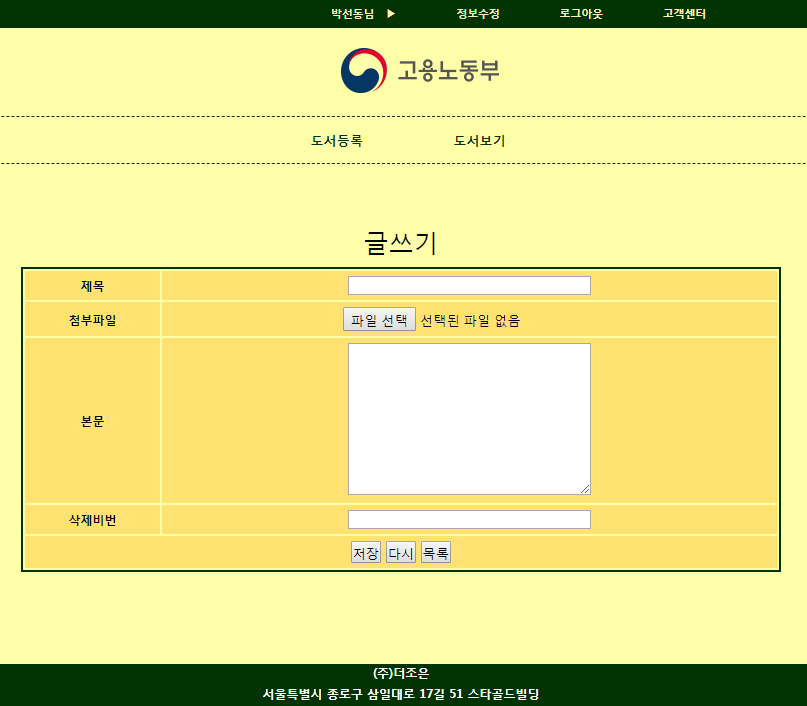 박선동님 ▶ 정보수정 로그아웃 고객센터
고용노동부
도서등록 도서보기
글쓰기
제목
첨부파일 파일 선택 선택된 파일 없음
본문
삭제비번
저장 다시 목록
(주)더조은
서울특별시 종로구 삼일대로 17길 51 스타골드빌딩